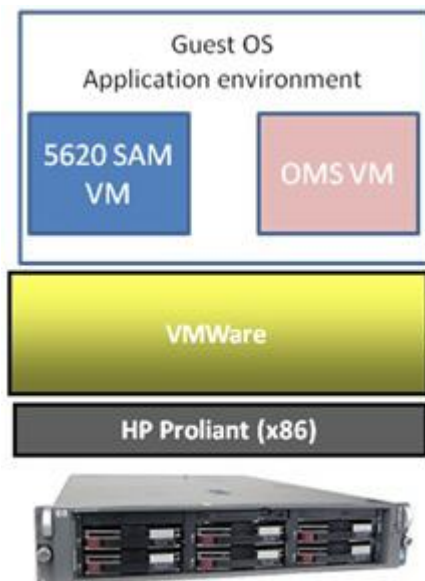 Guest OS
Application environment
5620 SAM
VM
OMS VM
VMWare
HP Proliant (x86)